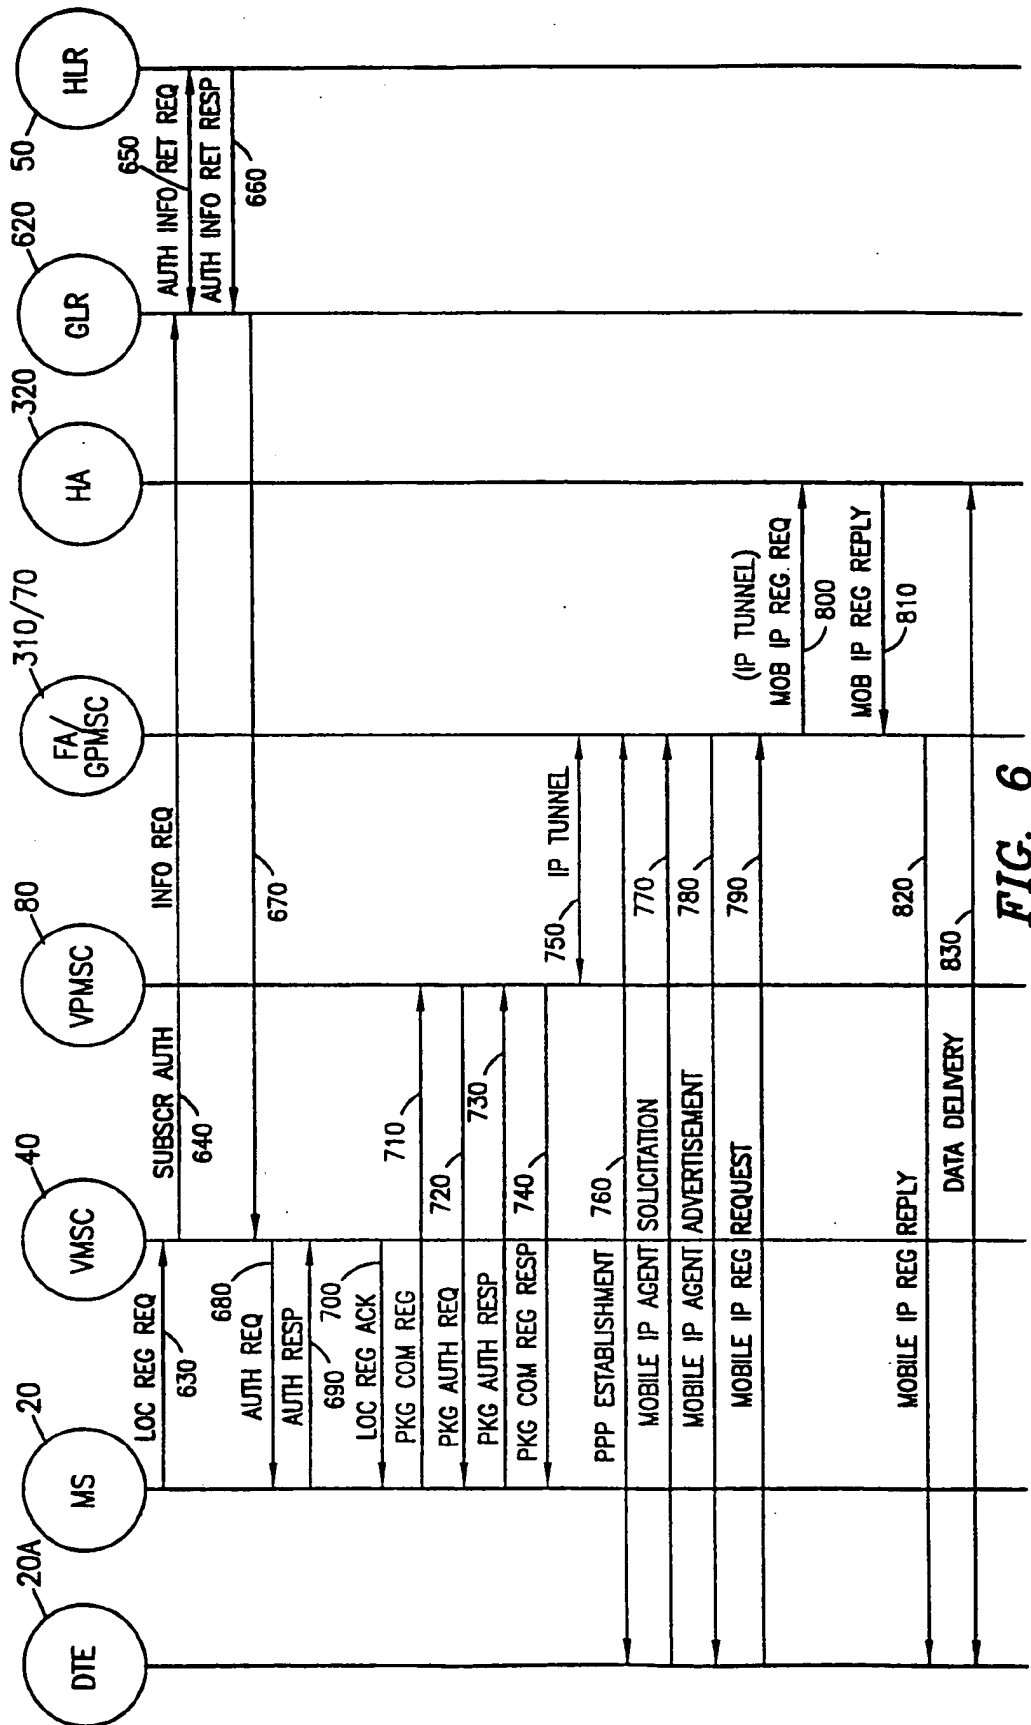 DTE
20A
MS
20
VMSC
40
VPMSC
80
FA/
GPMSC
310/70
HA
320
GLR
620
HLR
50
LOC REG REQ
630
SUBSCR AUTH
INFO REQ
640
AUTH INFO RET REQ
650
AUTH INFO RET RESP
660
670
680
AUTH REQ
AUTH RESP
690
700
LOC REG ACK
PKG COM REG
710
PKG AUTH REQ
720
PKG AUTH RESP
730
PKG COM REG RESP
740
750
IP TUNNEL
PPP ESTABLISHMENT
760
MOBILE IP AGENT SOLICITATION
770
MOBILE IP AGENT ADVERTISEMENT
780
MOBILE IP REG REQUEST
790
(IP TUNNEL)
MOB IP REG. REQ
800
MOB IP REG REPLY
810
MOBILE IP REG REPLY
820
DATA DELIVERY
830
FIG. 6